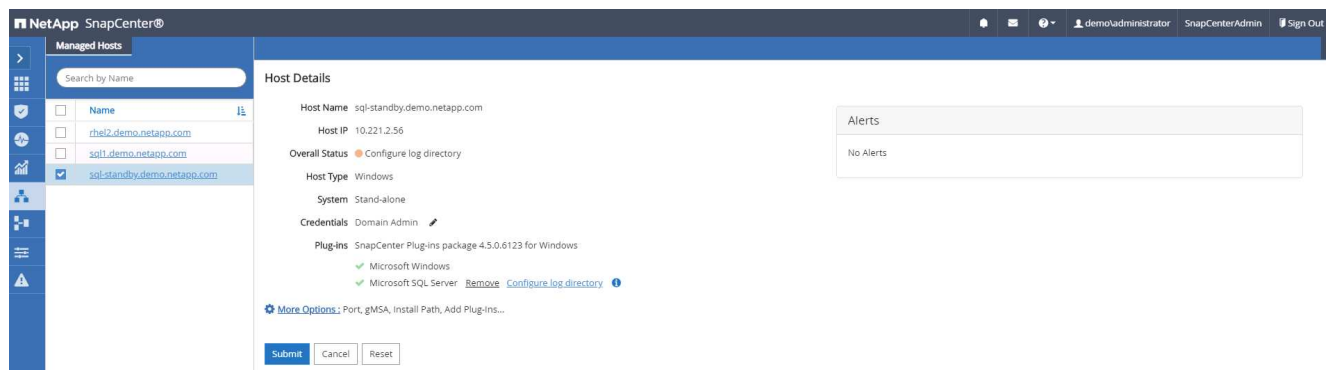 NetApp SnapCenter®
demo\administrator SnapCenterAdmin Sign Out
Managed Hosts
Search by Name
Name
rhel2.demo.netapp.com
sql1.demo.netapp.com
sql-standby.demo.netapp.com
Host Details
Host Name sql-standby.demo.netapp.com
Host IP 10.221.2.56
Overall Status Configure log directory
Host Type Windows
System Stand-alone
Credentials Domain Admin
Plug-ins SnapCenter Plug-ins package 4.5.0.6123 for Windows
Microsoft Windows
Microsoft SQL Server Remove Configure log directory
More Options : Port, gMSA, Install Path, Add Plug-Ins...
Submit Cancel Reset
Alerts
No Alerts